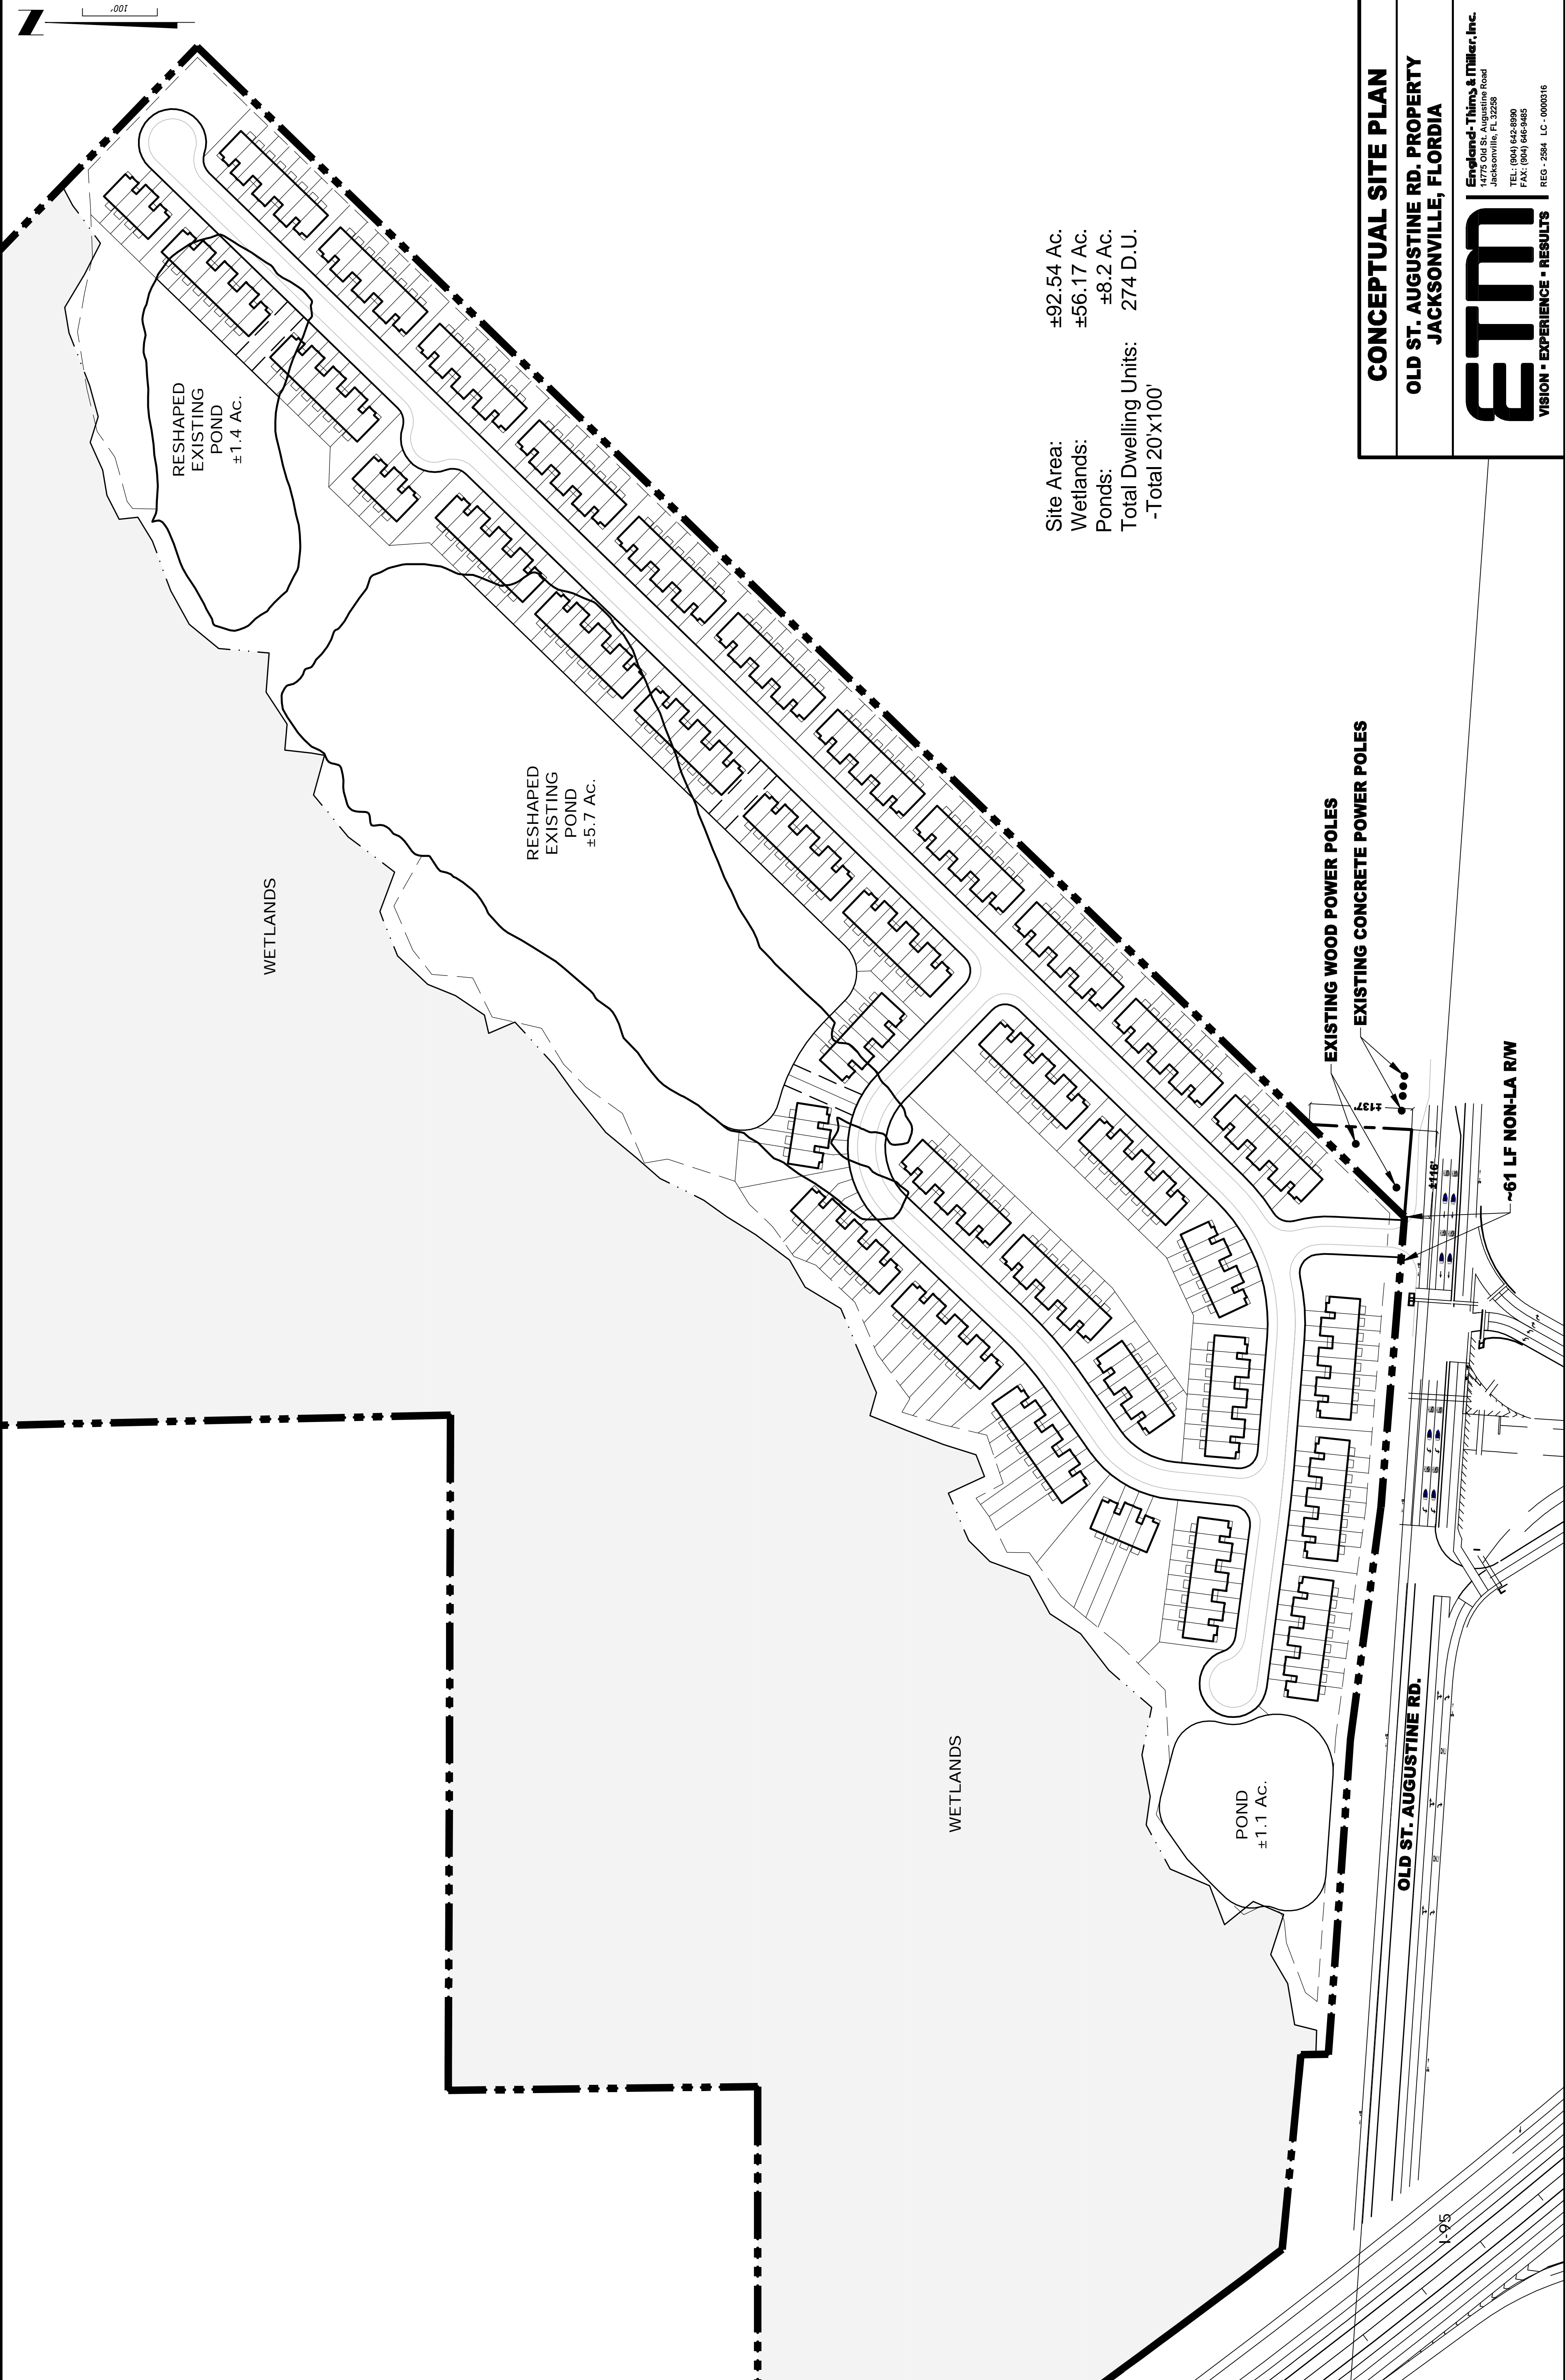 N
100'
RESHAPED
EXISTING
POND
±1.4 Ac.
RESHAPED
EXISTING
POND
±5.7 Ac.
WETLANDS
WETLANDS
POND
±1.1 Ac.
Site Area: ±92.54 Ac.
Wetlands: ±56.17 Ac.
Ponds: ±8.2 Ac.
Total Dwelling Units: 274 D.U.
-Total 20'x100'
EXISTING WOOD POWER POLES
EXISTING CONCRETE POWER POLES
±137'
±116'
~61 LF NON-LA R/W
OLD ST. AUGUSTINE RD.
I-95
CONCEPTUAL SITE PLAN
OLD ST. AUGUSTINE RD. PROPERTY
JACKSONVILLE, FLORDIA
ETM
VISION • EXPERIENCE • RESULTS
England-Thims & Miller, Inc.
14775 Old St. Augustine Road
Jacksonville, FL 32258
TEL: (904) 642-8990
FAX: (904) 646-9485
REG - 2584 LC - 0000316